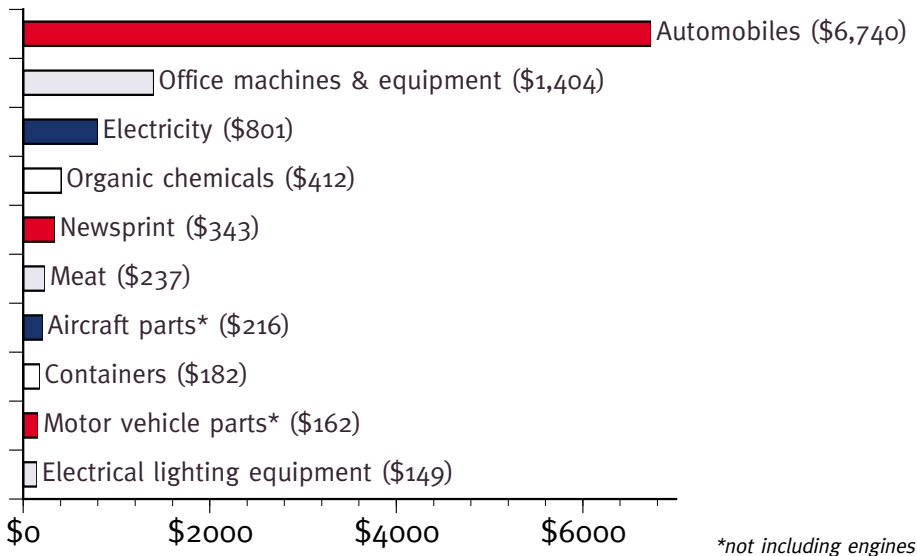 Automobiles ($6,740)
Office machines & equipment ($1,404)
Electricity ($801)
Organic chemicals ($412)
Newsprint ($343)
Meat ($237)
Aircraft parts* ($216)
Containers ($182)
Motor vehicle parts* ($162)
Electrical lighting equipment ($149)
$0 $2000 $4000 $6000
*not including engines